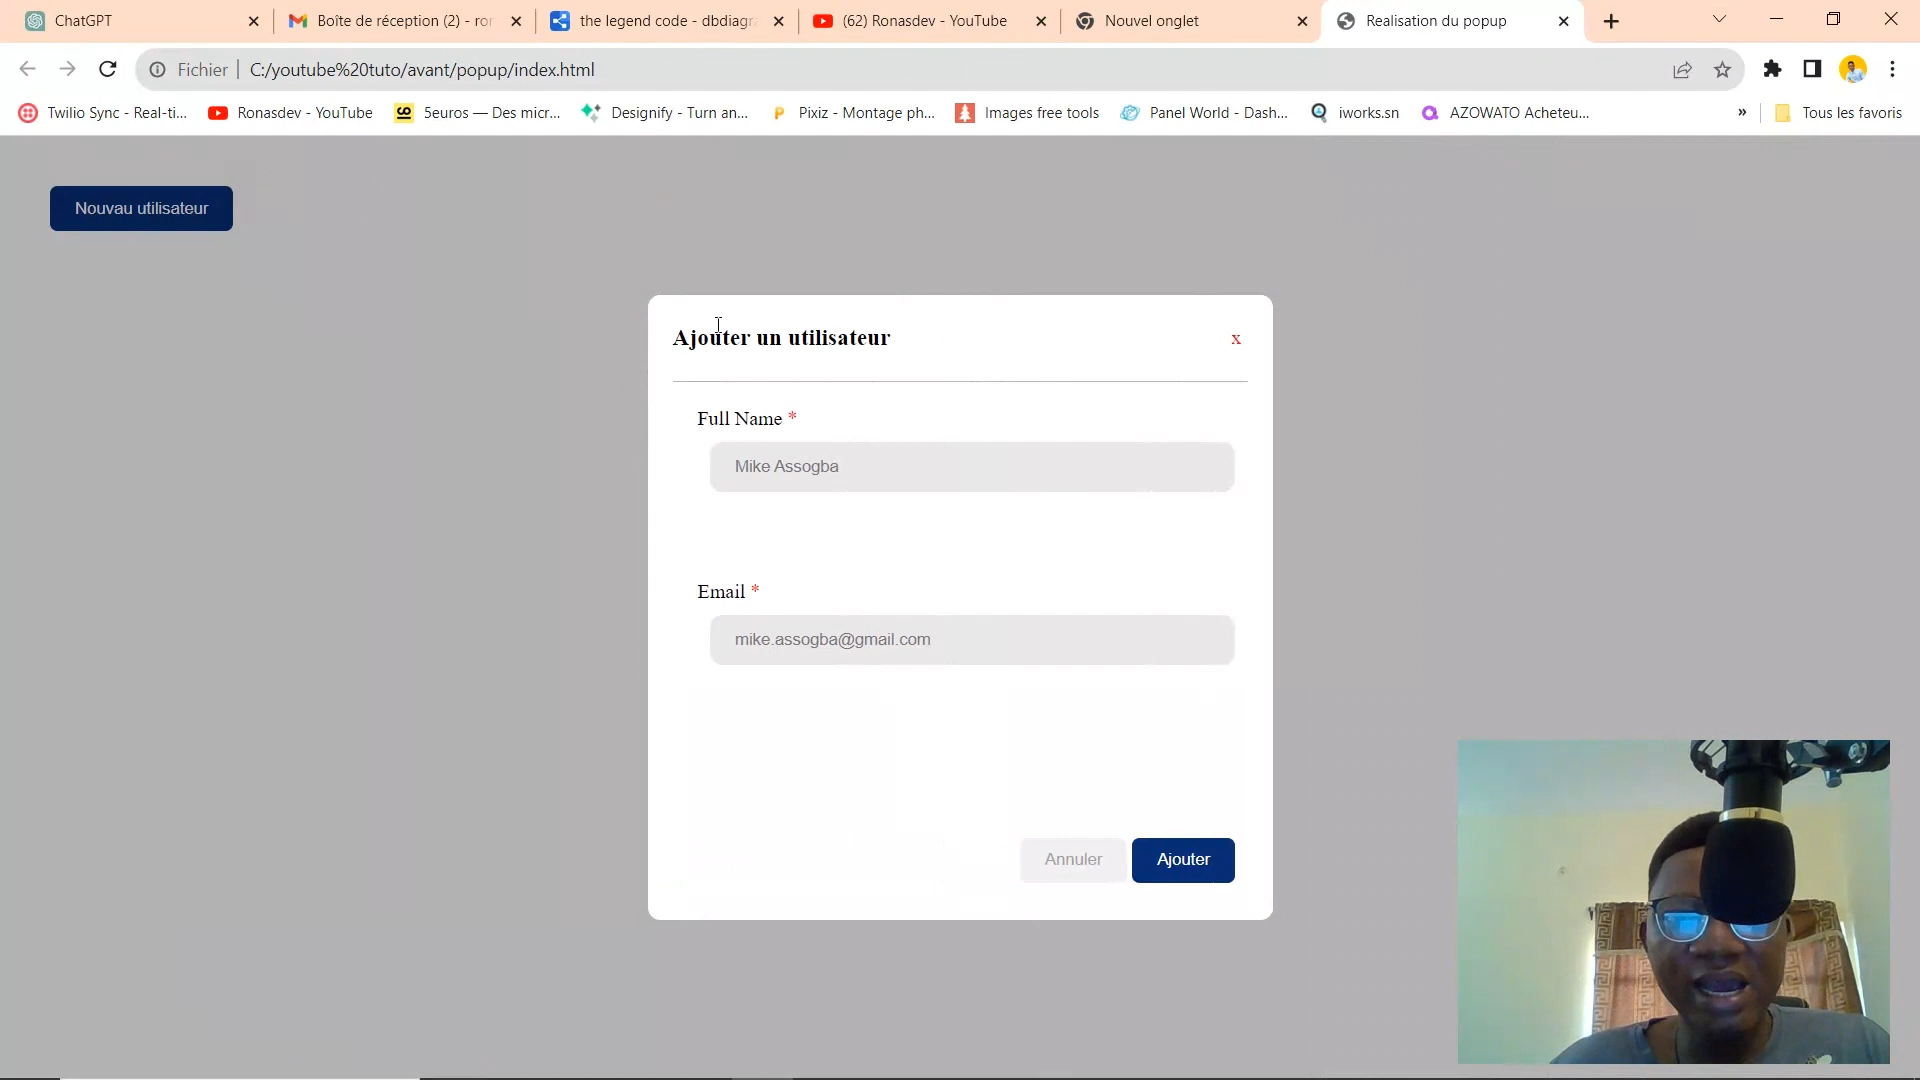 ChatGPT
Boîte de réception (2) - ror
the legend code - dbdiagra
(62) Ronasdev - YouTube
Nouvel onglet
Realisation du popup
Fichier
C:/youtube%20tuto/avant/popup/index.html
Twilio Sync - Real-ti...
Ronasdev - YouTube
5euros — Des micr...
Designify - Turn an...
Pixiz - Montage ph...
Images free tools
Panel World - Dash...
iworks.sn
AZOWATO Acheteu...
»
Tous les favoris
Nouvau utilisateur
Ajouter un utilisateur
x
Full Name *
Mike Assogba
Email *
mike.assogba@gmail.com
Annuler
Ajouter